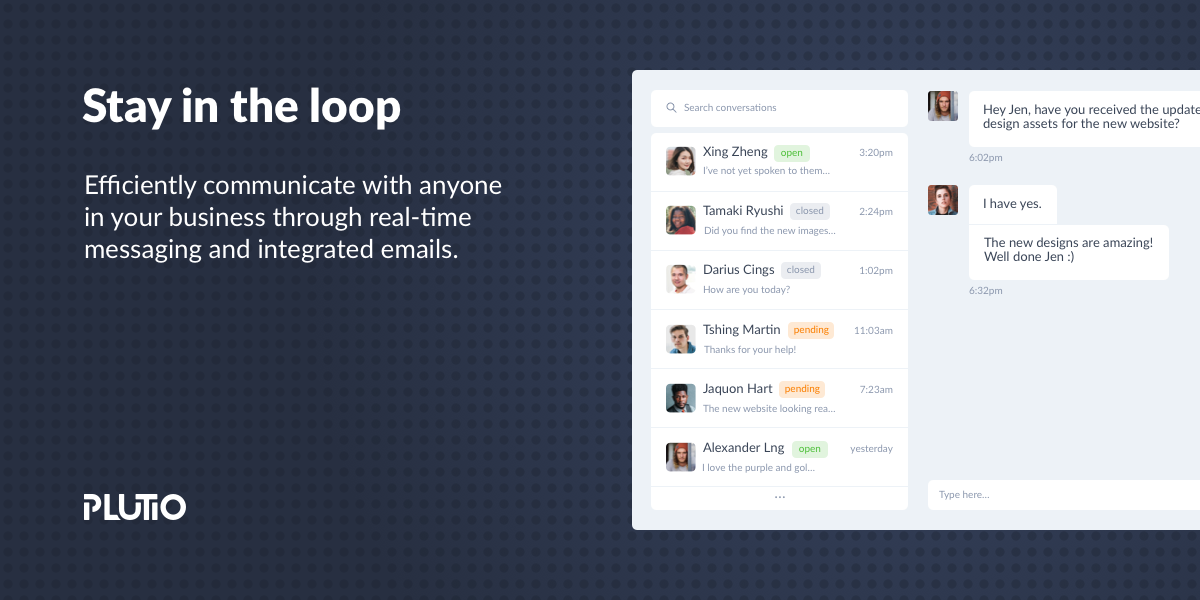 Stay in the loop
Efficiently communicate with anyone
in your business through real-time
messaging and integrated emails.
PLUTIO
Search conversations
Xing Zheng open 3:20pm
I've not yet spoken to them...
Tamaki Ryushi closed 2:24pm
Did you find the new images...
Darius Cings closed 1:02pm
How are you today?
Tshing Martin pending 11:03am
Thanks for your help!
Jaquon Hart pending 7:23am
The new website looking rea...
Alexander Lng open yesterday
I love the purple and gol...
...
Hey Jen, have you received the update
design assets for the new website?
6:02pm
I have yes.
The new designs are amazing!
Well done Jen :)
6:32pm
Type here...